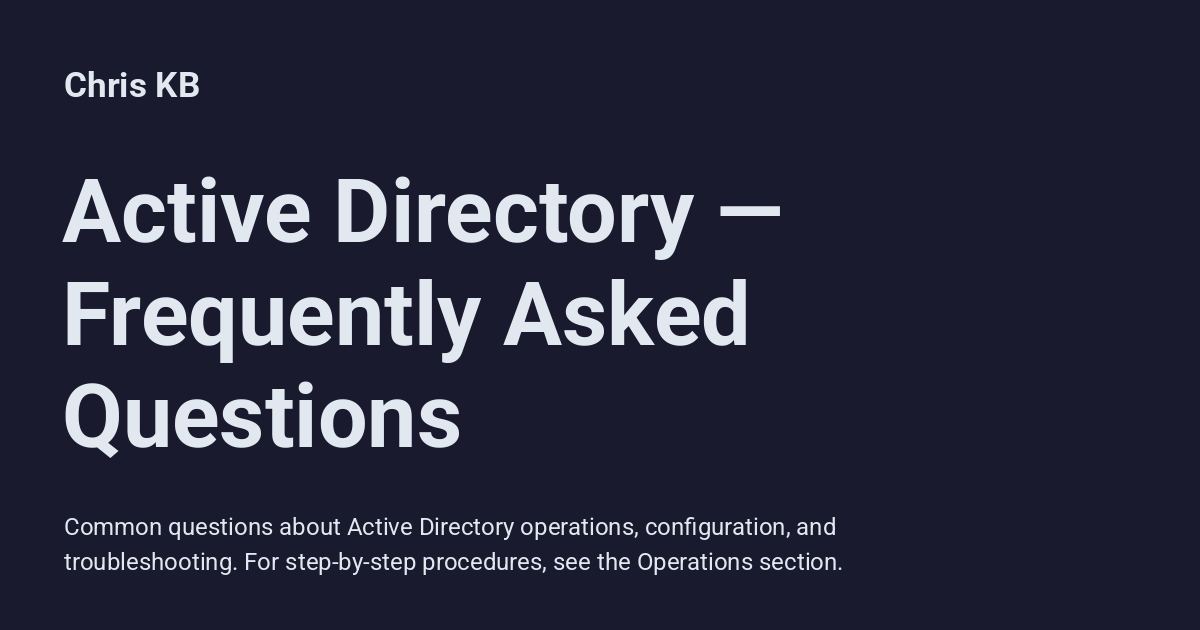 Chris KB
Active Directory —
Frequently Asked
Questions
Common questions about Active Directory operations, configuration, and
troubleshooting. For step-by-step procedures, see the Operations section.